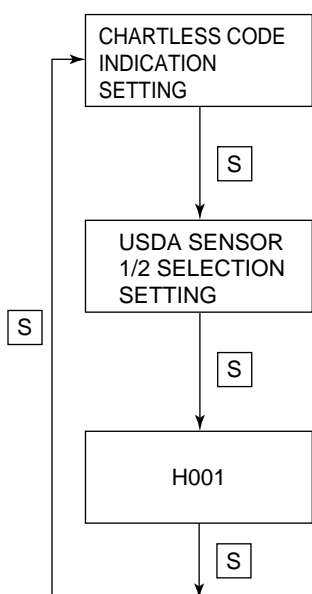 CHARTLESS CODE
INDICATION
SETTING
S
USDA SENSOR
1/2 SELECTION
SETTING
S
S
H001
S